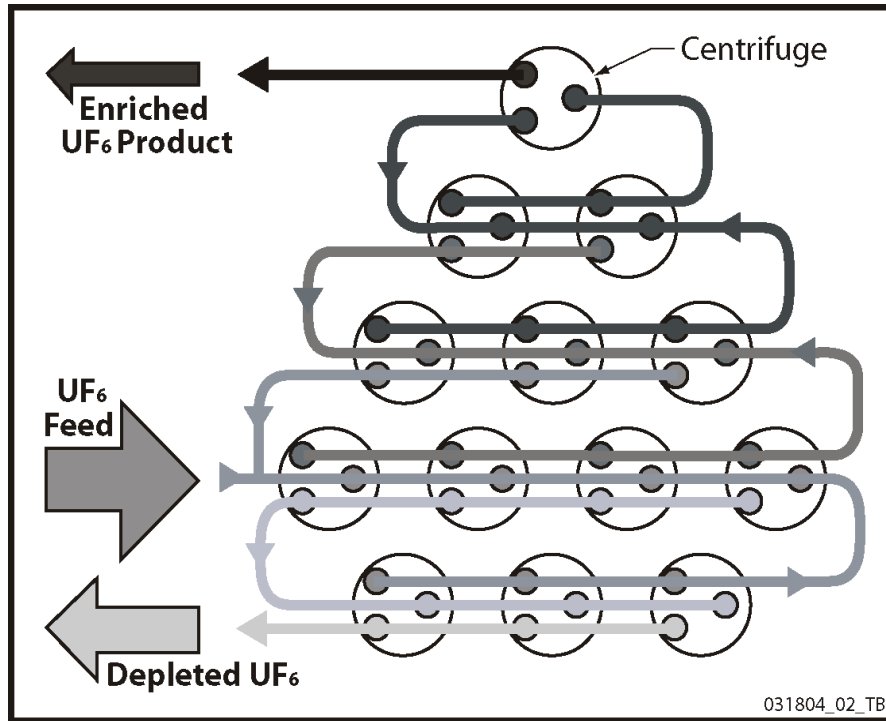 Centrifuge
Enriched
UF₆ Product
UF₆
Feed
Depleted UF₆
031804_02_TB